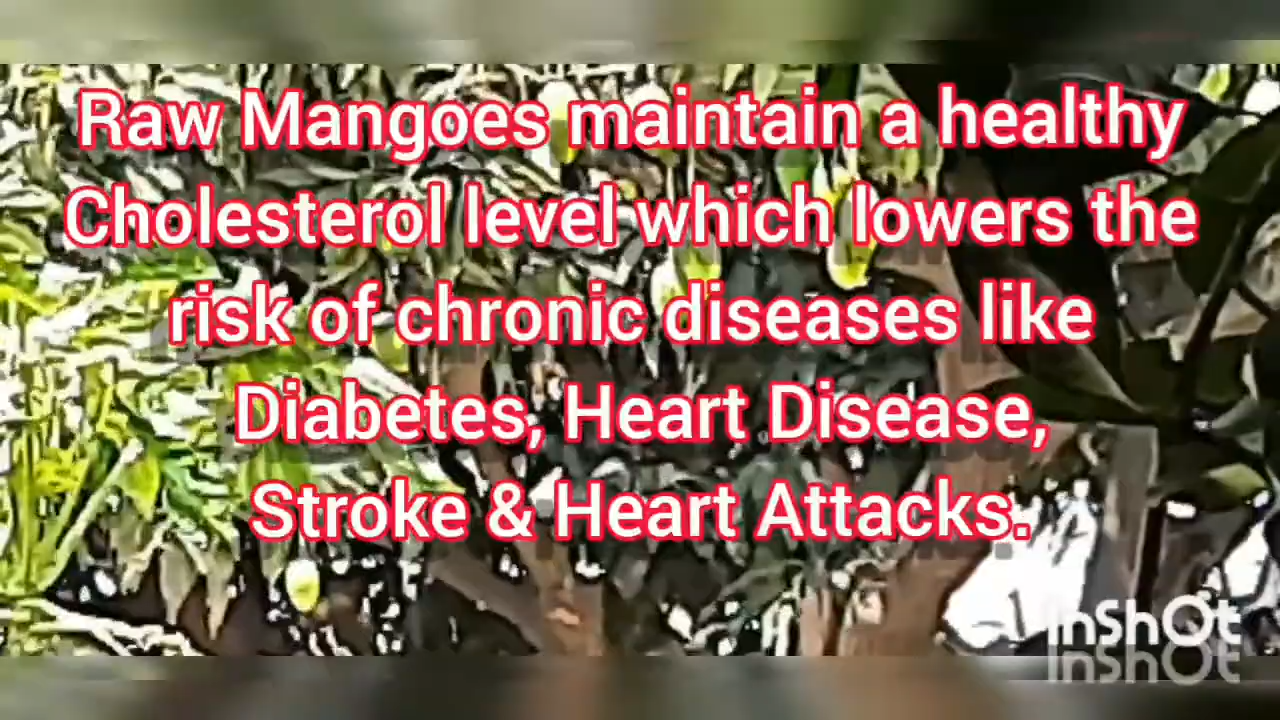 Raw Mangoes maintain a healthy
Cholesterol level which lowers the
risk of chronic diseases like
Diabetes, Heart Disease,
Stroke & Heart Attacks.
InShOt
InShOt